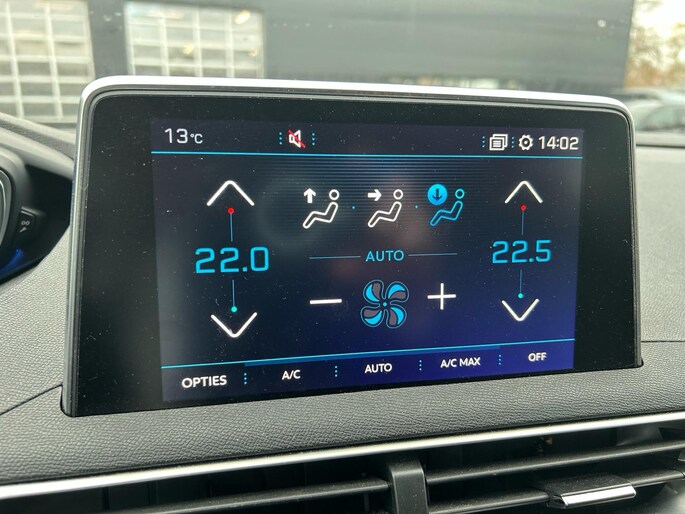 13°C 14:02
22.0 22.5
AUTO
OPTIES A/C AUTO A/C MAX OFF